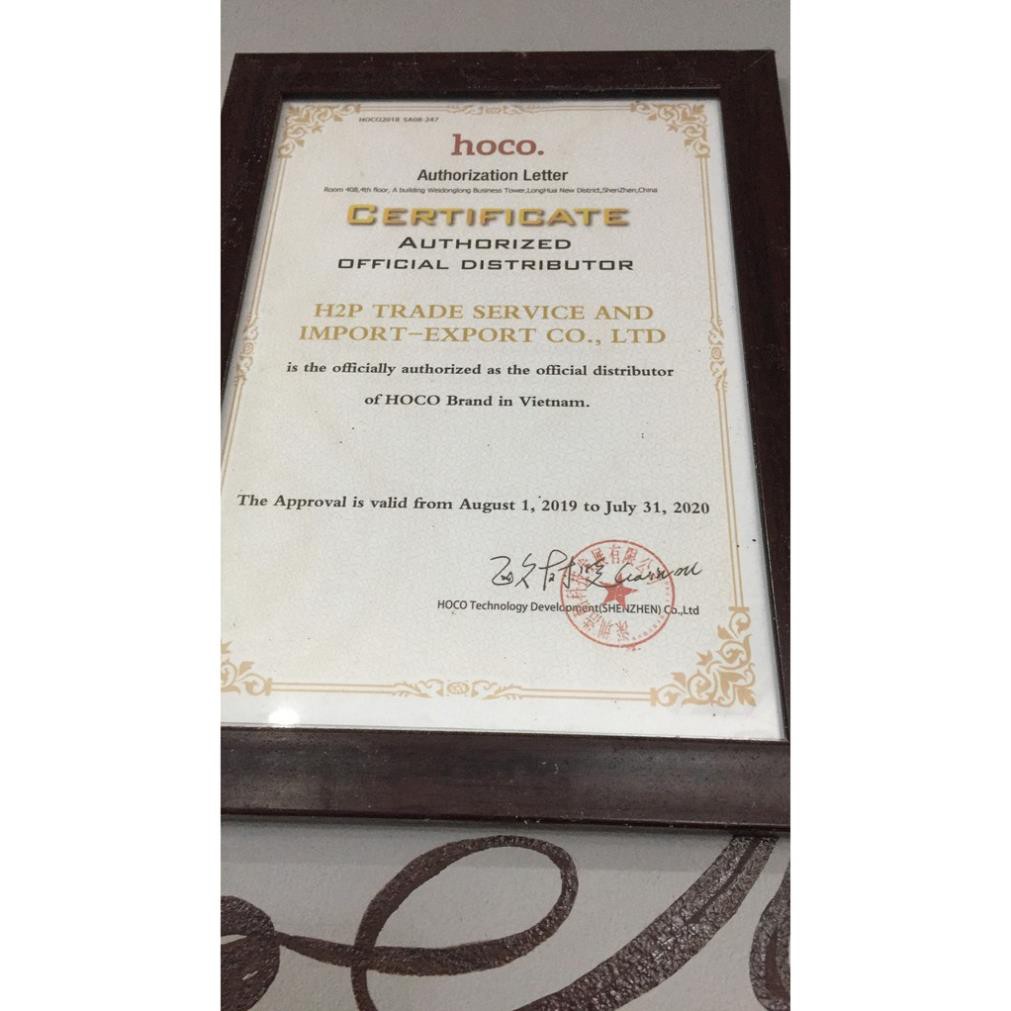 HOCO2018 SA08-247
hoco.
Authorization Letter
Room 408,4th floor, A building Weidonglong Business Tower,LongHua New District,ShenZhen,China
CERTIFICATE
AUTHORIZED
OFFICIAL DISTRIBUTOR
H2P TRADE SERVICE AND
IMPORT-EXPORT CO., LTD
is the officially authorized as the official distributor
of HOCO Brand in Vietnam.
The Approval is valid from August 1, 2019 to July 31, 2020
HOCO Technology Development(SHENZHEN) Co.,Ltd